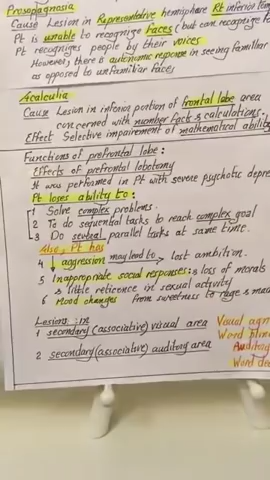 Prosopagnosia
Cause Lesion in Representative hemisphere Rt inferior tem
Pt is unable to recognize Faces (but can recognize
Pt recognizes people by their voices
However, there is autonomic response in seeing familiar
as opposed to unfamiliar faces
Acalculia
Cause Lesion in inferior portion of frontal lobe area
concerned with number facts & calculations.
Effect Selective impairement of mathematical abilit
Functions of prefrontal lobe:
Effects of prefrontal lobotomy
It was performed in Pt with severe psychotic depre
Pt loses ability to:
1 Solve complex problems.
2 To do sequential tasks to reach complex goal
3 Do several parallel tasks at same time.
Also, Pt has
4 ↓ aggression may lead to → lost ambition.
5 Inappropriate social responses: & loss of morals
& little reticence in sexual activity
6 Mood changes from sweetness to rage &
Lesions in
1 secondary (associative) visual area Visual agn
Word
2 secondary (associative) auditory area Auditory
Word de